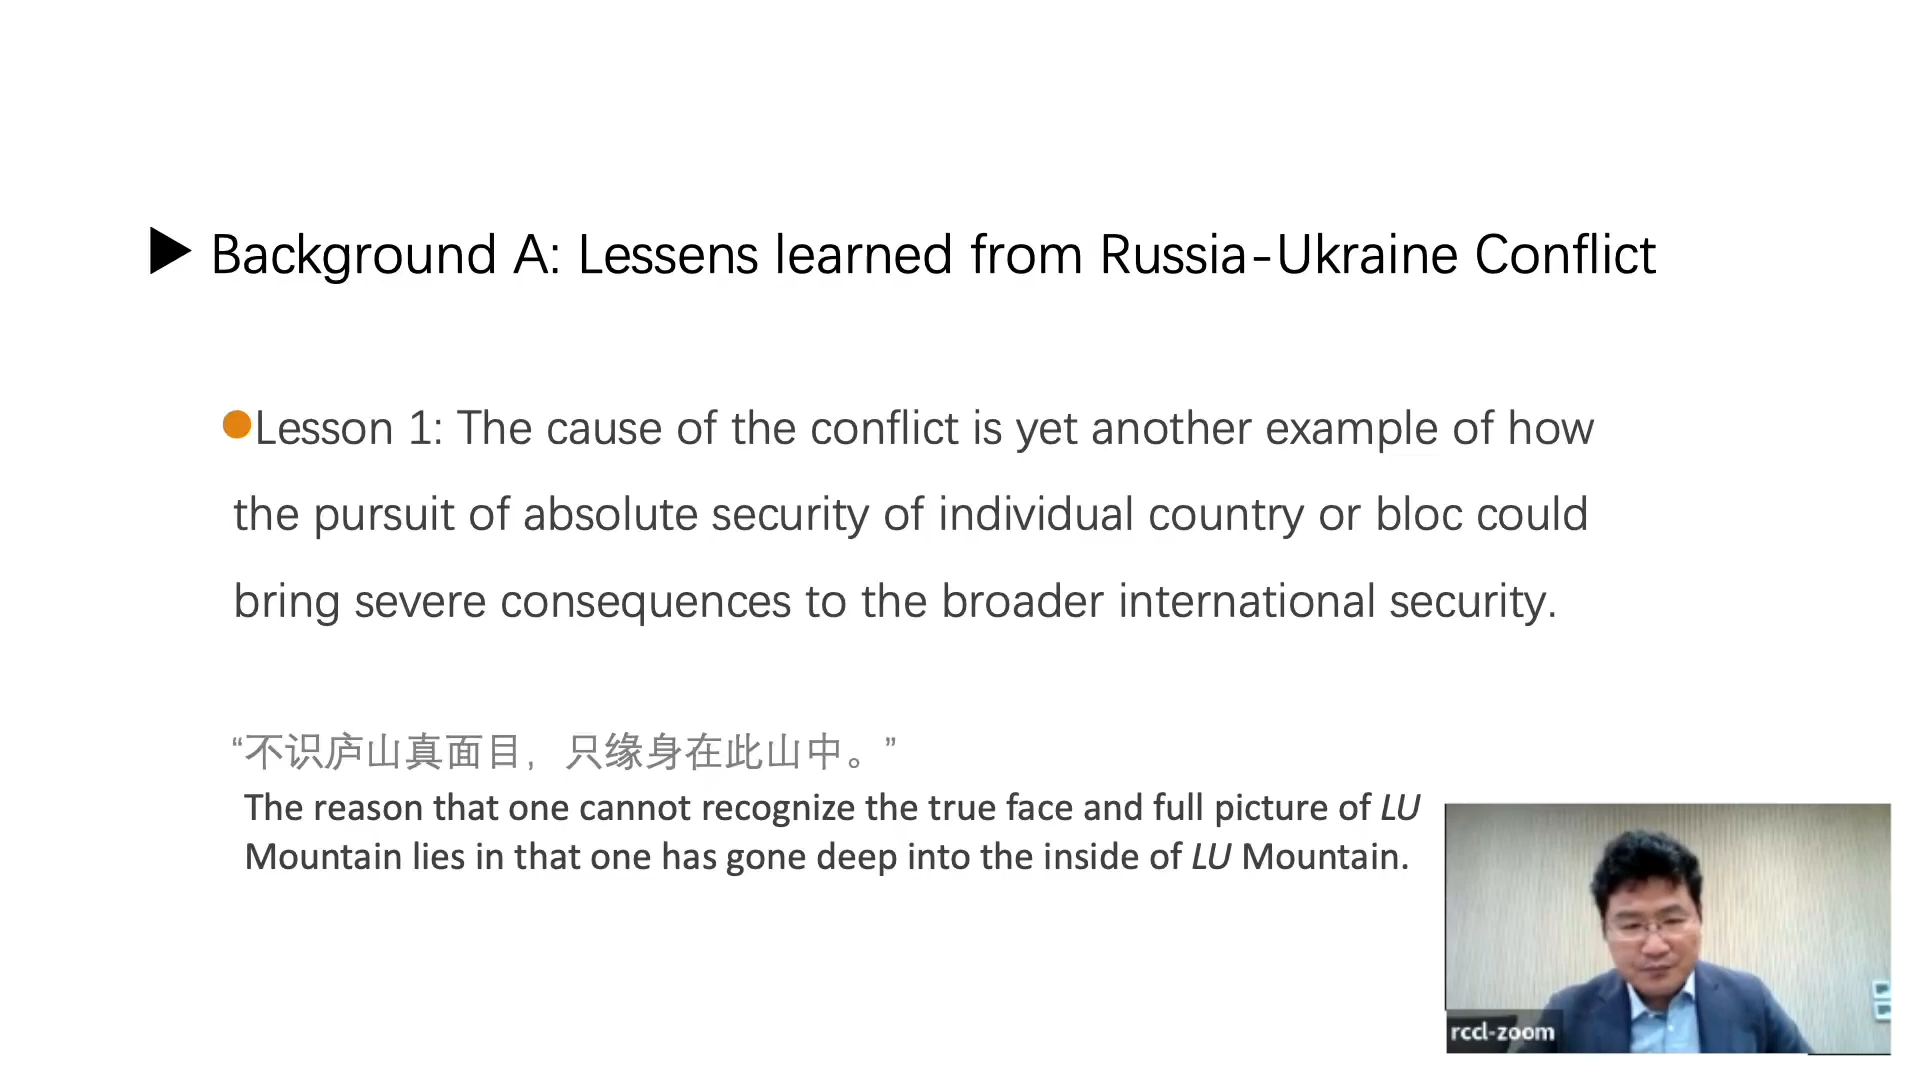 Background A: Lessens learned from Russia-Ukraine Conflict
Lesson 1: The cause of the conflict is yet another example of how
the pursuit of absolute security of individual country or bloc could
bring severe consequences to the broader international security.
“不识庐山真面目，只缘身在此山中。”
The reason that one cannot recognize the true face and full picture of LU
Mountain lies in that one has gone deep into the inside of LU Mountain.
rccl-zoom